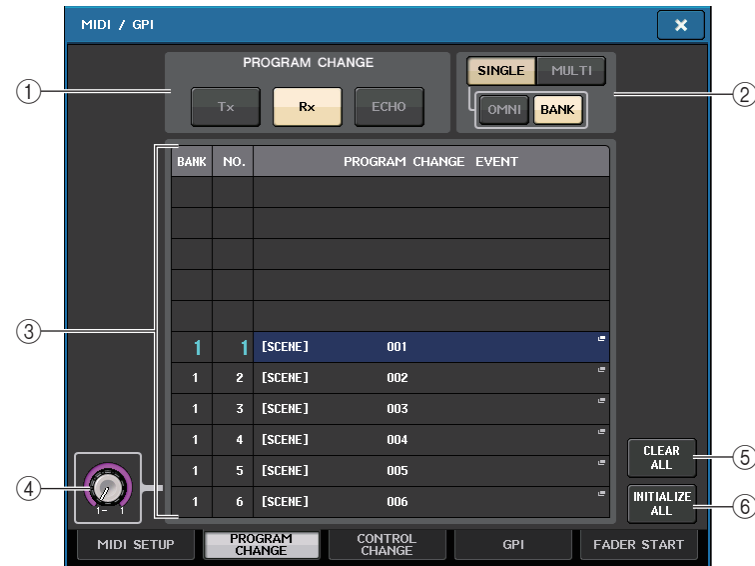 MIDI / GPI
PROGRAM CHANGE
Tx
Rx
ECHO
SINGLE
MULTI
OMNI
BANK
①
②
BANK NO. PROGRAM CHANGE EVENT
③
1 1 [SCENE] 001
1 2 [SCENE] 002
1 3 [SCENE] 003
1 4 [SCENE] 004
1 5 [SCENE] 005
1 6 [SCENE] 006
④
1- 1
CLEAR
ALL
⑤
INITIALIZE
ALL
⑥
MIDI SETUP
PROGRAM
CHANGE
CONTROL
CHANGE
GPI
FADER START